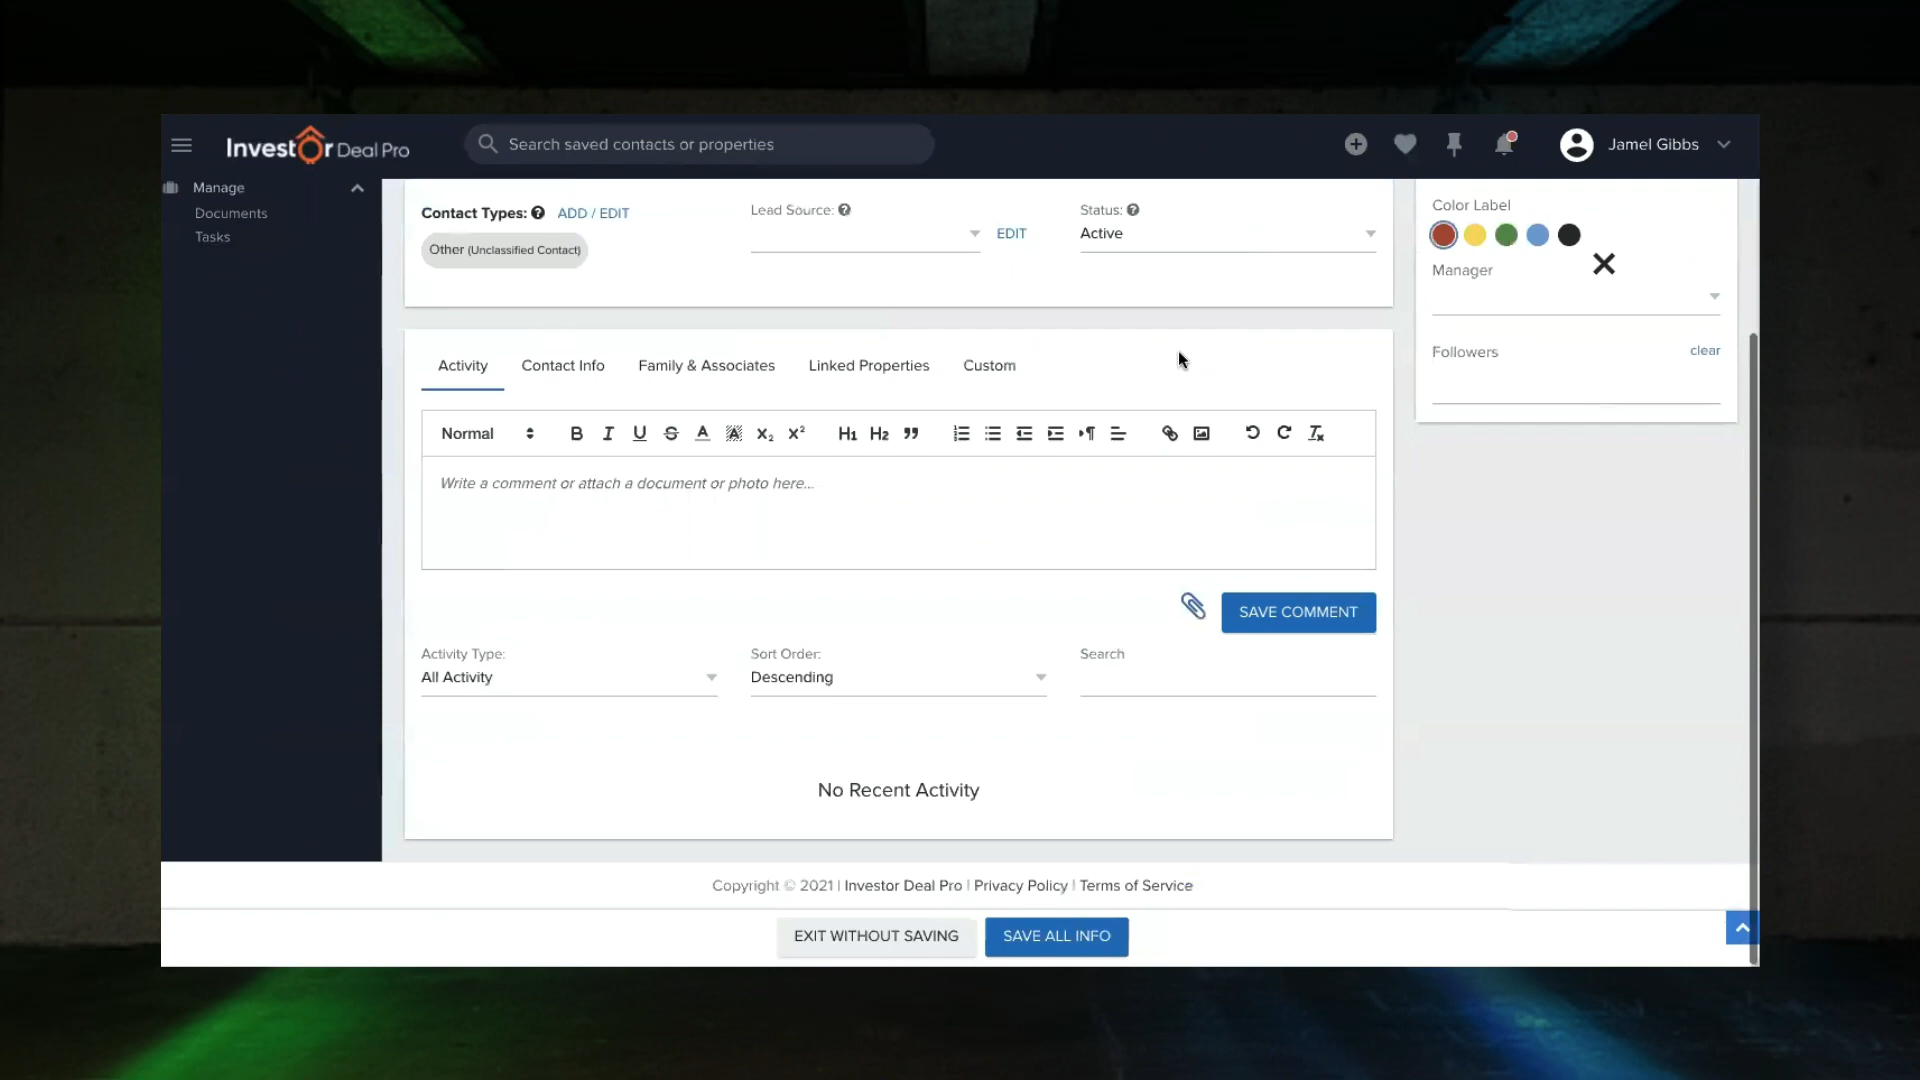 InvestOr Deal Pro
Search saved contacts or properties
Jamel Gibbs
Manage
Documents
Tasks
Contact Types: ADD / EDIT
Other (Unclassified Contact)
Lead Source:
EDIT
Status:
Active
Color Label
Manager
Followers clear
Activity Contact Info Family & Associates Linked Properties Custom
Normal B I U S A A X₂ X² H1 H2
Write a comment or attach a document or photo here...
SAVE COMMENT
Activity Type: Sort Order: Search
All Activity Descending
No Recent Activity
Copyright © 2021 | Investor Deal Pro | Privacy Policy | Terms of Service
EXIT WITHOUT SAVING SAVE ALL INFO